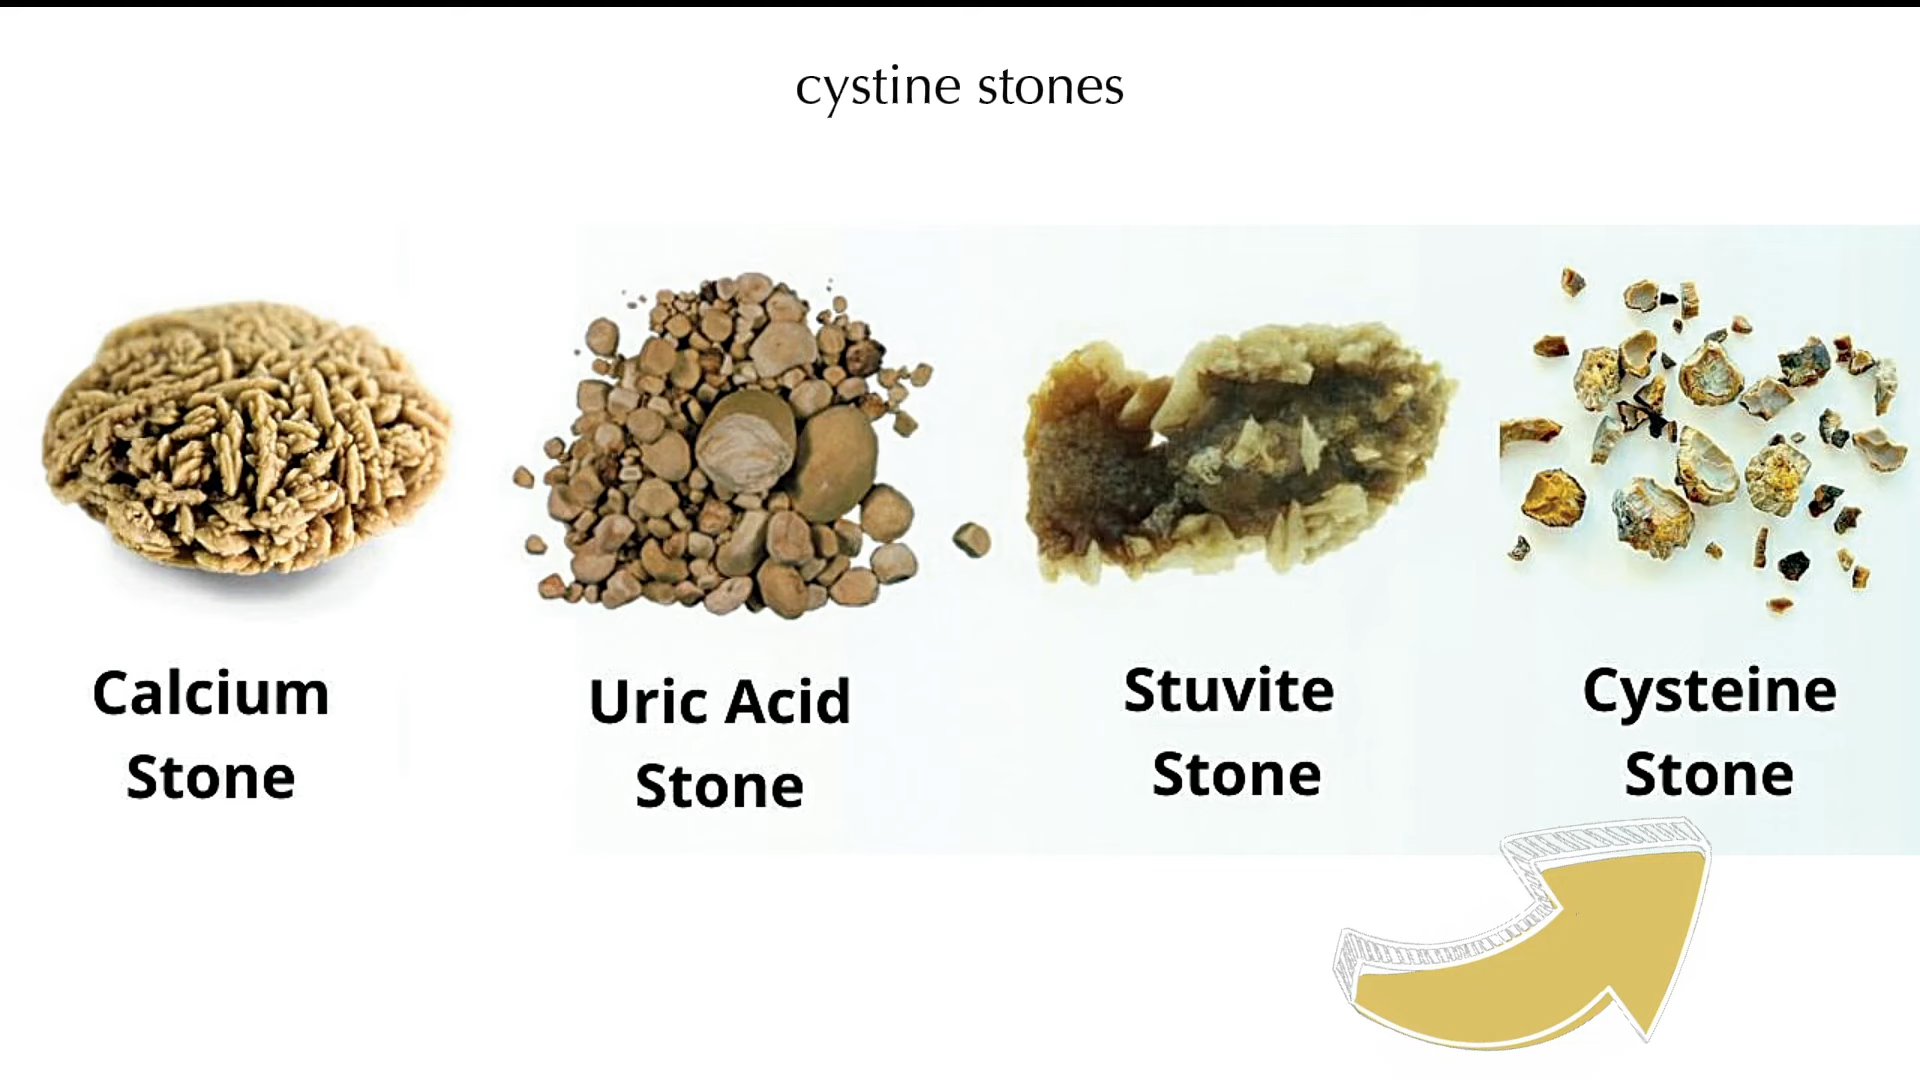 cystine stones
Calcium
Stone
Uric Acid
Stone
Stuvite
Stone
Cysteine
Stone